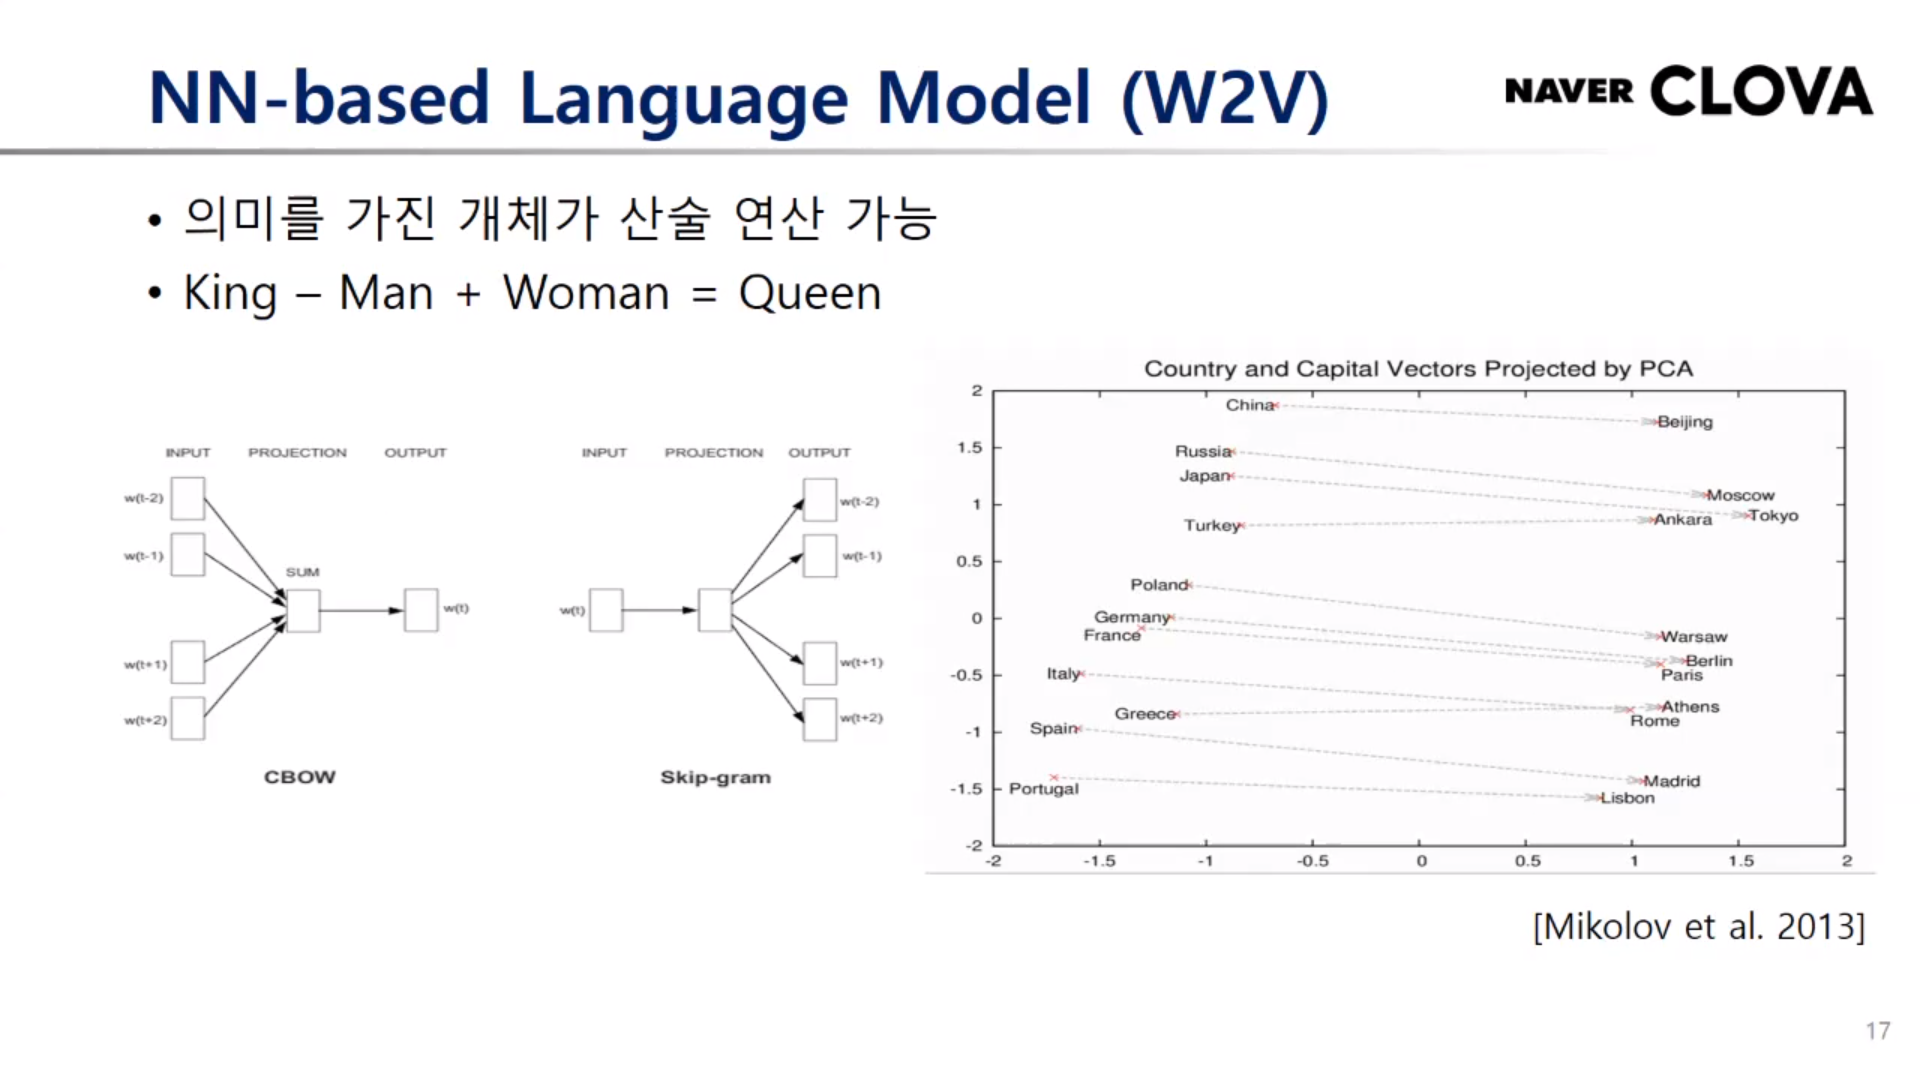 NN-based Language Model (W2V)
NAVER CLOVA
• 의미를 가진 개체가 산술 연산 가능
• King – Man + Woman = Queen
INPUT PROJECTION OUTPUT
w(t-2)
w(t-1)
SUM
w(t)
w(t+1)
w(t+2)
CBOW
INPUT PROJECTION OUTPUT
w(t-2)
w(t-1)
w(t)
w(t+1)
w(t+2)
Skip-gram
Country and Capital Vectors Projected by PCA
2
China Beijing
1.5
Russia
Japan
Moscow
1
Turkey Ankara Tokyo
0.5
Poland
0
Germany
France
Warsaw
Berlin
Italy
-0.5
Paris
Athens
Greece
Rome
Spain
-1
Madrid
-1.5
Portugal
Lisbon
-2
-2 -1.5 -1 -0.5 0 0.5 1 1.5 2
[Mikolov et al. 2013]
17